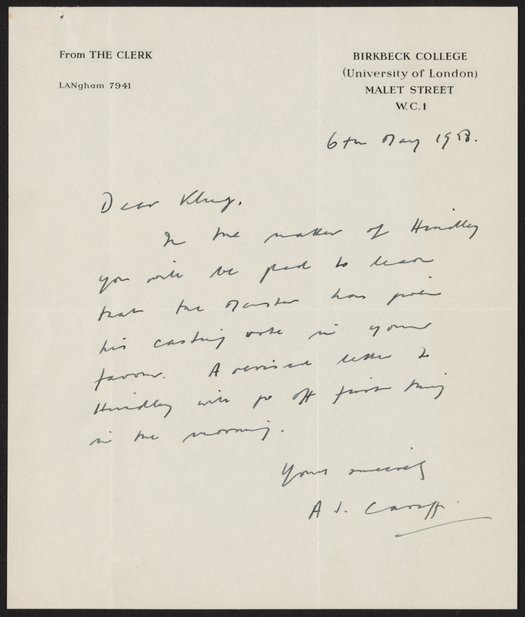 From THE CLERK
LANgham 7941
BIRKBECK COLLEGE
(University of London)
MALET STREET
W.C.1
6th May 1958.
Dear Klug,
In the matter of Hindley
you will be glad to learn
that the Master has given
his casting vote in your
favour. A revised letter to
Hindley will go off first thing
in the morning.
Yours sincerely
A J. Caraff